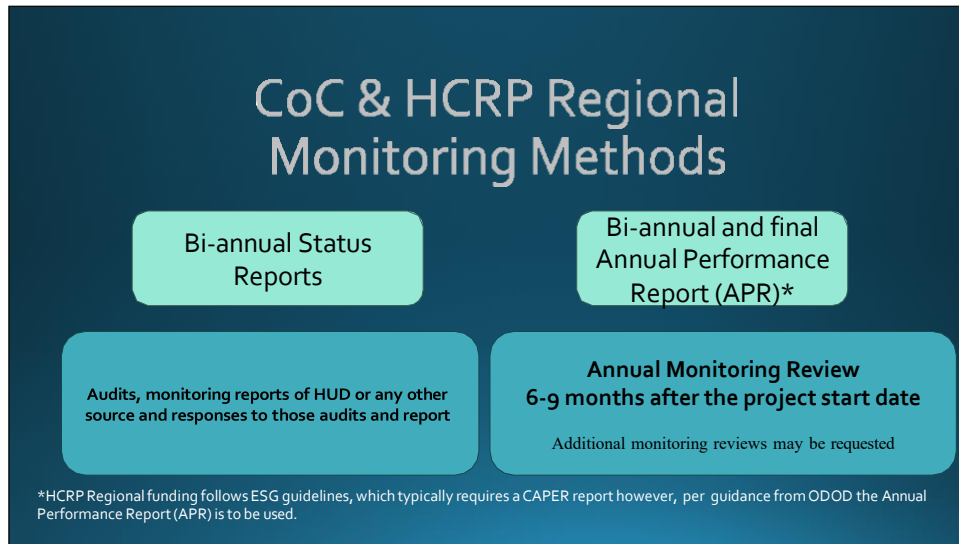 CoC & HCRP Regional
Monitoring Methods
Bi-annual Status
Reports
Bi-annual and final
Annual Performance
Report (APR)*
Audits, monitoring reports of HUD or any other
source and responses to those audits and report
Annual Monitoring Review
6-9 months after the project start date
Additional monitoring reviews may be requested
*HCRP Regional funding follows ESG guidelines, which typically requires a CAPER report however, per guidance from ODOD the Annual
Performance Report (APR) is to be used.